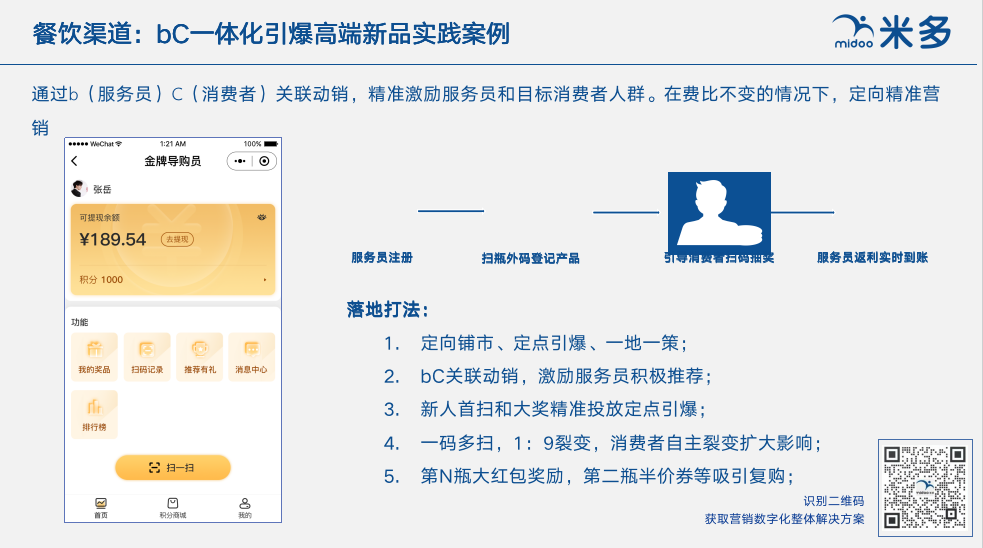 餐饮渠道：bC一体化引爆高端新品实践案例
midoo 米多
通过b（服务员）C（消费者）关联动销，精准激励服务员和目标消费者人群。在费比不变的情况下，定向精准营
销
WeChat 1:21 AM 100%
金牌导购员
张岳
可提现余额
¥189.54 去提现
积分 1000
功能
我的奖品 扫码记录 推荐有礼 消息中心
排行榜
扫一扫
首页 积分商城 我的
服务员注册 扫瓶外码登记产品 引导消费者扫码抽奖 服务员返利实时到账
落地打法：
1. 定向铺市、定点引爆、一地一策；
2. bC关联动销，激励服务员积极推荐；
3. 新人首扫和大奖精准投放定点引爆；
4. 一码多扫，1：9裂变，消费者自主裂变扩大影响；
5. 第N瓶大红包奖励，第二瓶半价券等吸引复购；
识别二维码
获取营销数字化整体解决方案